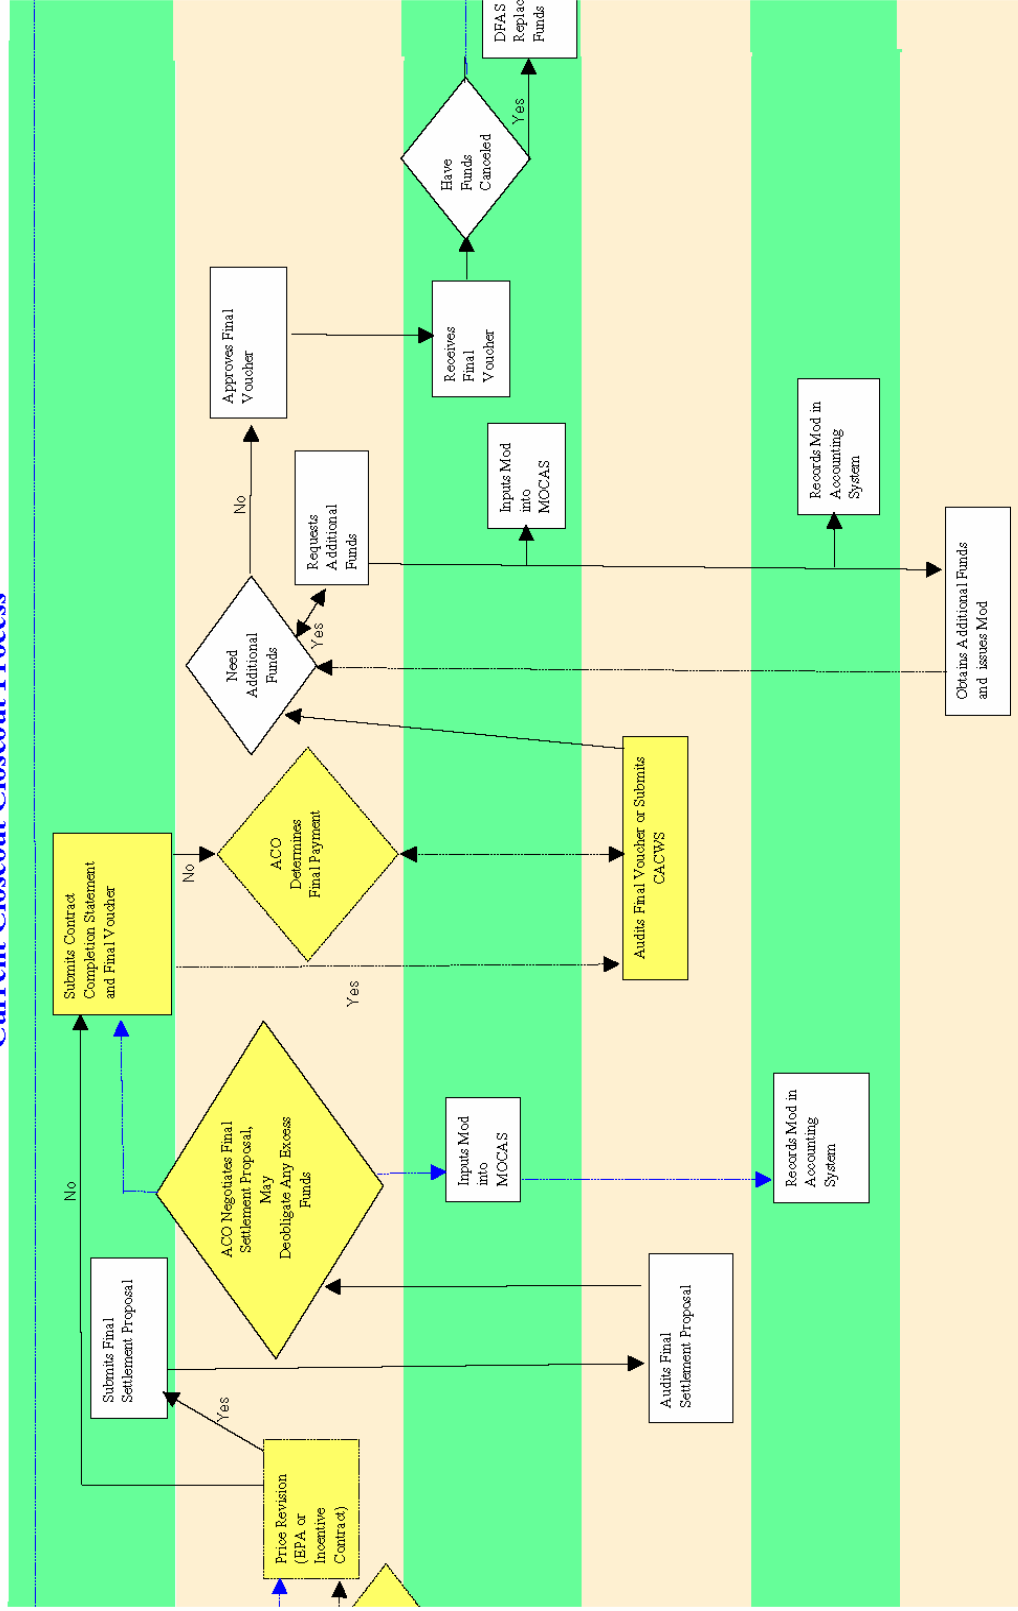 Current Closeout Process
Price Revision
(EPA or
Incentive
Contract)
No
Yes
Submits Final
Settlement Proposal
Audits Final
Settlement Proposal
ACO Negotiates Final
Settlement Proposal,
May
Deobligate Any Excess
Funds
Inputs Mod
into
MOCAS
Records Mod in
Accounting
System
Submits Contract
Completion Statement
and Final Voucher
Yes
No
ACO
Determines
Final Payment
Audits Final Voucher or Submits
CACWS
Need
Additional
Funds
Yes
No
Requests
Additional
Funds
Obtains Additional Funds
and issues Mod
Inputs Mod
into
MOCAS
Records Mod in
Accounting
System
Approves Final
Voucher
Receives
Final
Voucher
Have
Funds
Canceled
Yes
DFAS
Replac
Funds